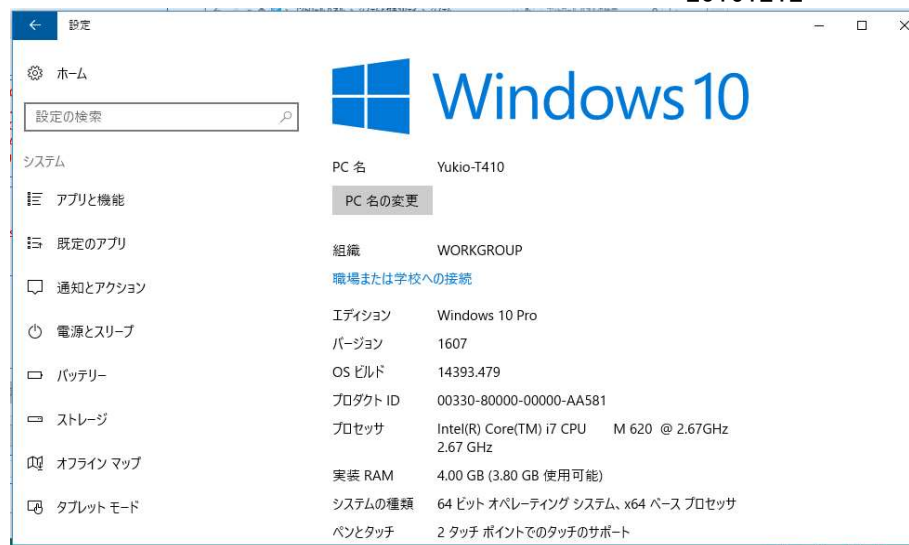 設定
ホーム
設定の検索
システム
アプリと機能
既定のアプリ
通知とアクション
電源とスリープ
バッテリー
ストレージ
オフライン マップ
タブレット モード
Windows 10
PC 名 Yukio-T410
PC 名の変更
組織 WORKGROUP
職場または学校への接続
エディション Windows 10 Pro
バージョン 1607
OS ビルド 14393.479
プロダクト ID 00330-80000-00000-AA581
プロセッサ Intel(R) Core(TM) i7 CPU M 620 @ 2.67GHz
2.67 GHz
実装 RAM 4.00 GB (3.80 GB 使用可能)
システムの種類 64 ビット オペレーティング システム、x64 ベース プロセッサ
ペンとタッチ 2 タッチ ポイントでのタッチのサポート